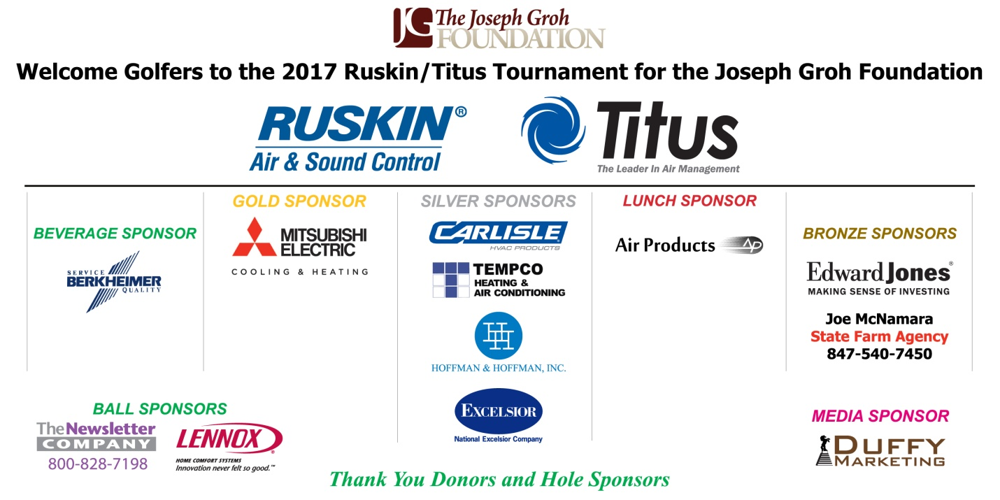 JG The Joseph Groh
FOUNDATION
Welcome Golfers to the 2017 Ruskin/Titus Tournament for the Joseph Groh Foundation
RUSKIN®
Air & Sound Control
Titus
The Leader In Air Management
BEVERAGE SPONSOR
SERVICE
BERKHEIMER
QUALITY
GOLD SPONSOR
MITSUBISHI
ELECTRIC
COOLING & HEATING
SILVER SPONSORS
CARLISLE
HVAC PRODUCTS
TEMPCO
HEATING &
AIR CONDITIONING
HH
HOFFMAN & HOFFMAN, INC.
EXCELSIOR
National Excelsior Company
LUNCH SPONSOR
Air Products AP
BRONZE SPONSORS
Edward Jones®
MAKING SENSE OF INVESTING
Joe McNamara
State Farm Agency
847-540-7450
BALL SPONSORS
The Newsletter
COMPANY
800-828-7198
LENNOX®
HOME COMFORT SYSTEMS
Innovation never felt so good.™
MEDIA SPONSOR
DUFFY
MARKETING
Thank You Donors and Hole Sponsors